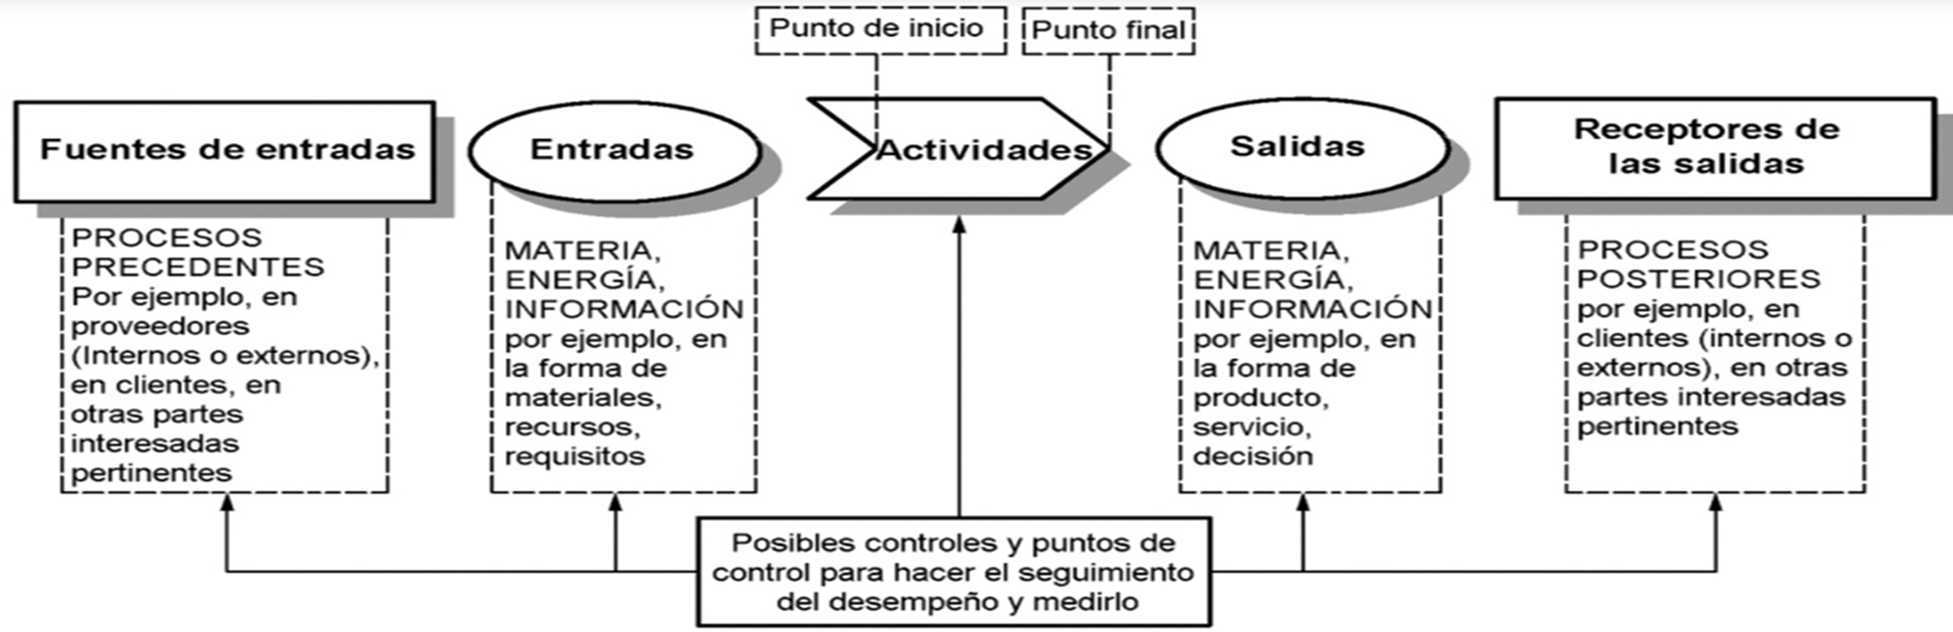 Punto de inicio
Punto final
Fuentes de entradas
Entradas
Actividades
Salidas
Receptores de
las salidas
PROCESOS
PRECEDENTES
Por ejemplo, en
proveedores
(Internos o externos),
en clientes, en
otras partes
interesadas
pertinentes
MATERIA,
ENERGÍA,
INFORMACIÓN
por ejemplo, en
la forma de
materiales,
recursos,
requisitos
MATERIA,
ENERGÍA,
INFORMACIÓN
por ejemplo, en
la forma de
producto,
servicio,
decisión
PROCESOS
POSTERIORES
por ejemplo, en
clientes (internos o
externos), en otras
partes interesadas
pertinentes
Posibles controles y puntos de
control para hacer el seguimiento
del desempeño y medirlo